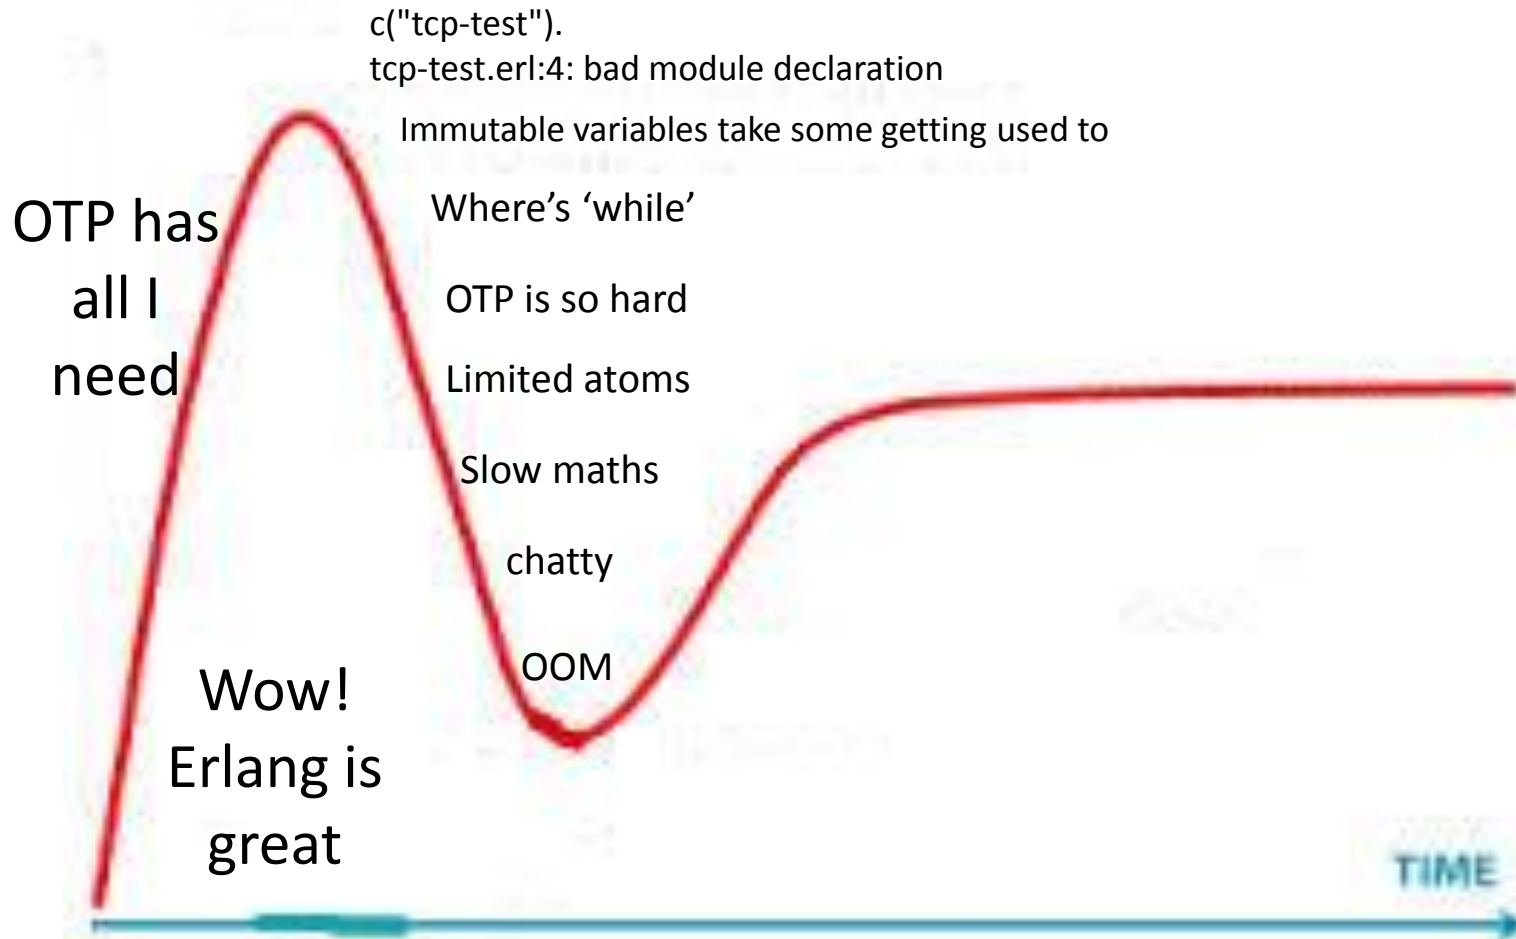 c("tcp-test").
tcp-test.erl:4: bad module declaration
Immutable variables take some getting used to
Where’s ‘while’
OTP has
all I
need
OTP is so hard
Limited atoms
Slow maths
chatty
OOM
Wow!
Erlang is
great
TIME